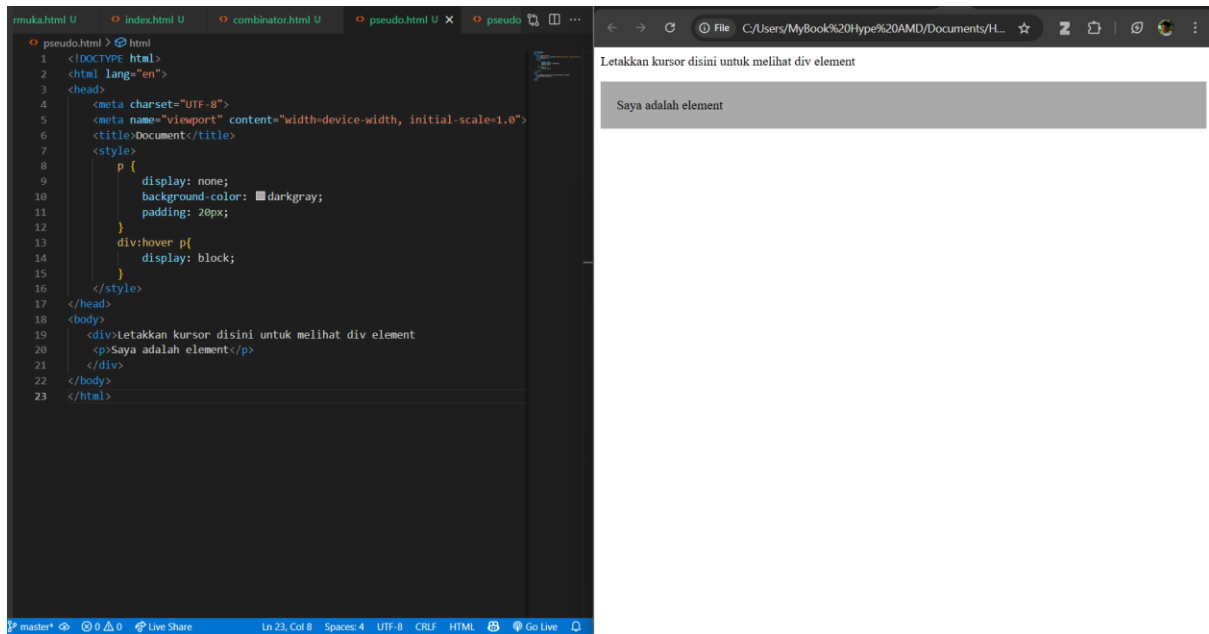 rmuka.html U index.html U combinator.html U pseudo.html U pseudo
pseudo.html > html
1 <!DOCTYPE html>
2 <html lang="en">
3 <head>
4 <meta charset="UTF-8">
5 <meta name="viewport" content="width=device-width, initial-scale=1.0">
6 <title>Document</title>
7 <style>
8 p {
9 display: none;
10 background-color: darkgray;
11 padding: 20px;
12 }
13 div:hover p{
14 display: block;
15 }
16 </style>
17 </head>
18 <body>
19 <div>Letakkan kursor disini untuk melihat div element
20 <p>Saya adalah element</p>
21 </div>
22 </body>
23 </html>
master* 0 0 Live Share Ln 23, Col 8 Spaces: 4 UTF-8 CRLF HTML Go Live
File C:/Users/MyBook%20Hype%20AMD/Documents/H...
Letakkan kursor disini untuk melihat div element
Saya adalah element